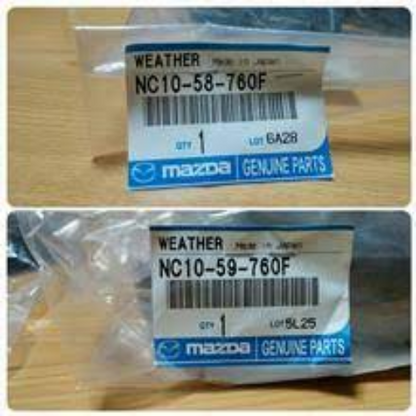 WEATHER Made in Japan
NC10-58-760F
QTY 1 LOT 6A28
mazda GENUINE PARTS
WEATHER Made in Japan
NC10-59-760F
QTY 1 LOT 5L25
mazda GENUINE PARTS